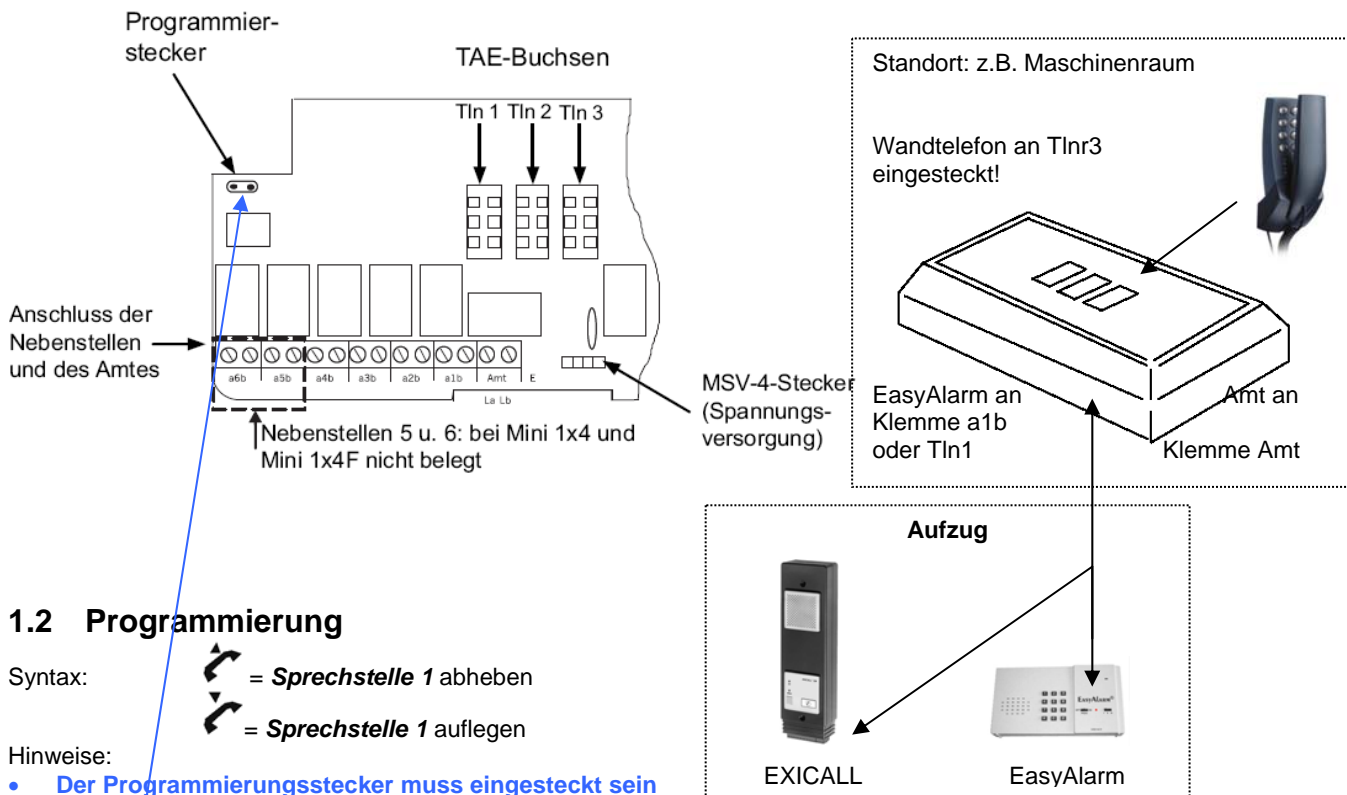 Programmier-
stecker
TAE-Buchsen
Tln 1 Tln 2 Tln 3
Anschluss der
Nebenstellen
und des Amtes
a6b a5b a4b a3b a2b a1b Amt E
La Lb
Nebenstellen 5 u. 6: bei Mini 1x4 und
Mini 1x4F nicht belegt
MSV-4-Stecker
(Spannungs-
versorgung)
Standort: z.B. Maschinenraum
Wandtelefon an Tlnr3
eingesteckt!
EasyAlarm an
Klemme a1b
oder Tln1
Amt an
Klemme Amt
Aufzug
EasyAlarm
EXICALL
EasyAlarm
1.2 Programmierung
Syntax:
= Sprechstelle 1 abheben
= Sprechstelle 1 auflegen
Hinweise:
• Der Programmierungsstecker muss eingesteckt sein